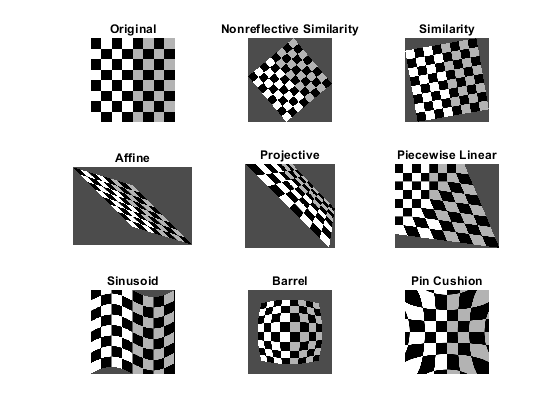 Original
Nonreflective Similarity
Similarity
Affine
Projective
Piecewise Linear
Sinusoid
Barrel
Pin Cushion